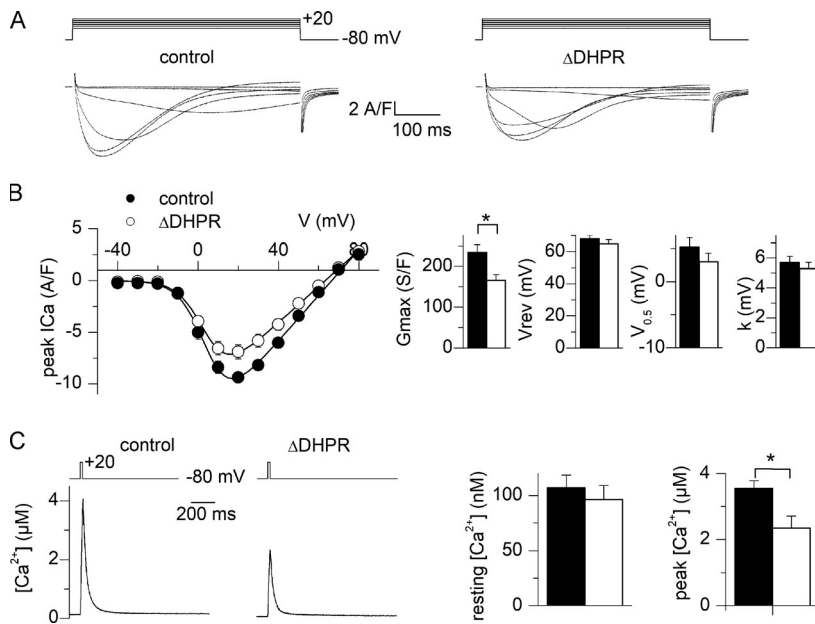 A
+20
-80 mV
control
ΔDHPR
2 A/F
100 ms
B
control
ΔDHPR
V (mV)
5
-40
0
40
80
0
-5
-10
peak ICa (A/F)
*
200
100
0
Gmax (S/F)
60
40
20
0
Vrev (mV)
0
-10
V0.5 (mV)
6
4
2
0
k (mV)
C
control
ΔDHPR
+20
-80 mV
200 ms
4
2
0
[Ca2+] (μM)
100
50
0
resting [Ca2+] (nM)
*
4
2
0
peak [Ca2+] (μM)